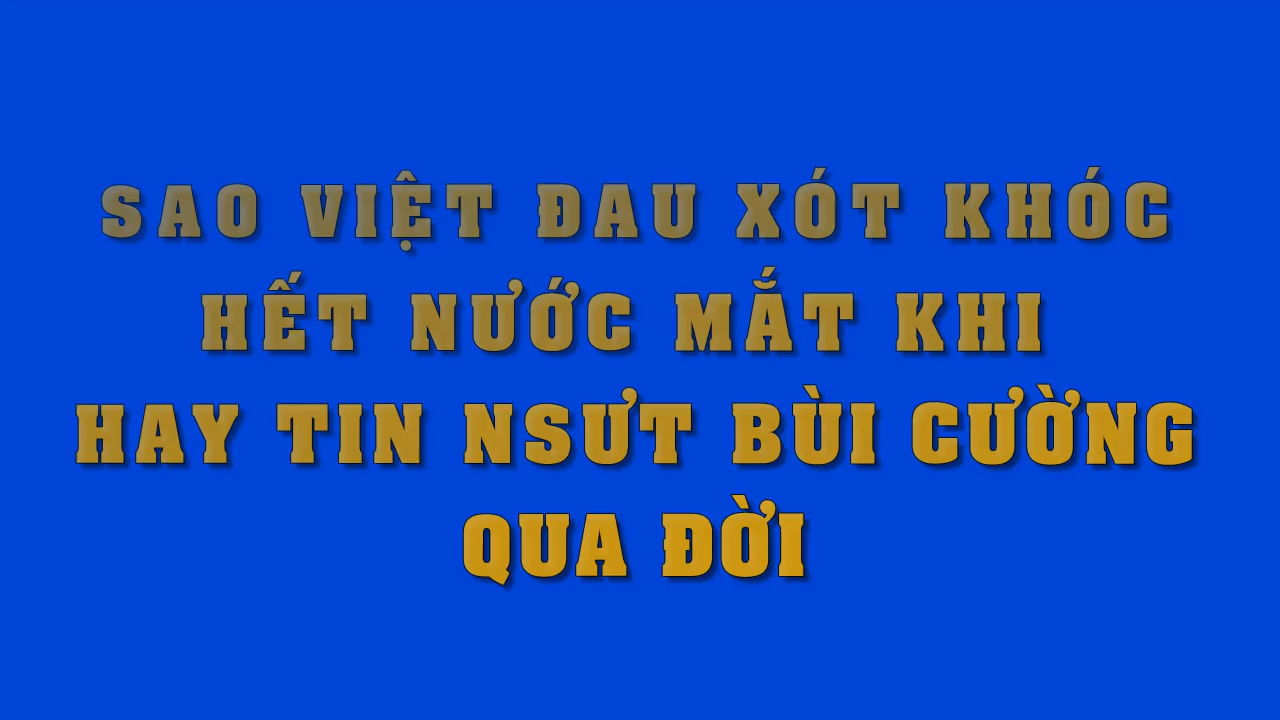 SAO VIỆT ĐAU XÓT KHÓC
HẾT NƯỚC MẮT KHI
HAY TIN NSƯT BÙI CƯỜNG
QUA ĐỜI